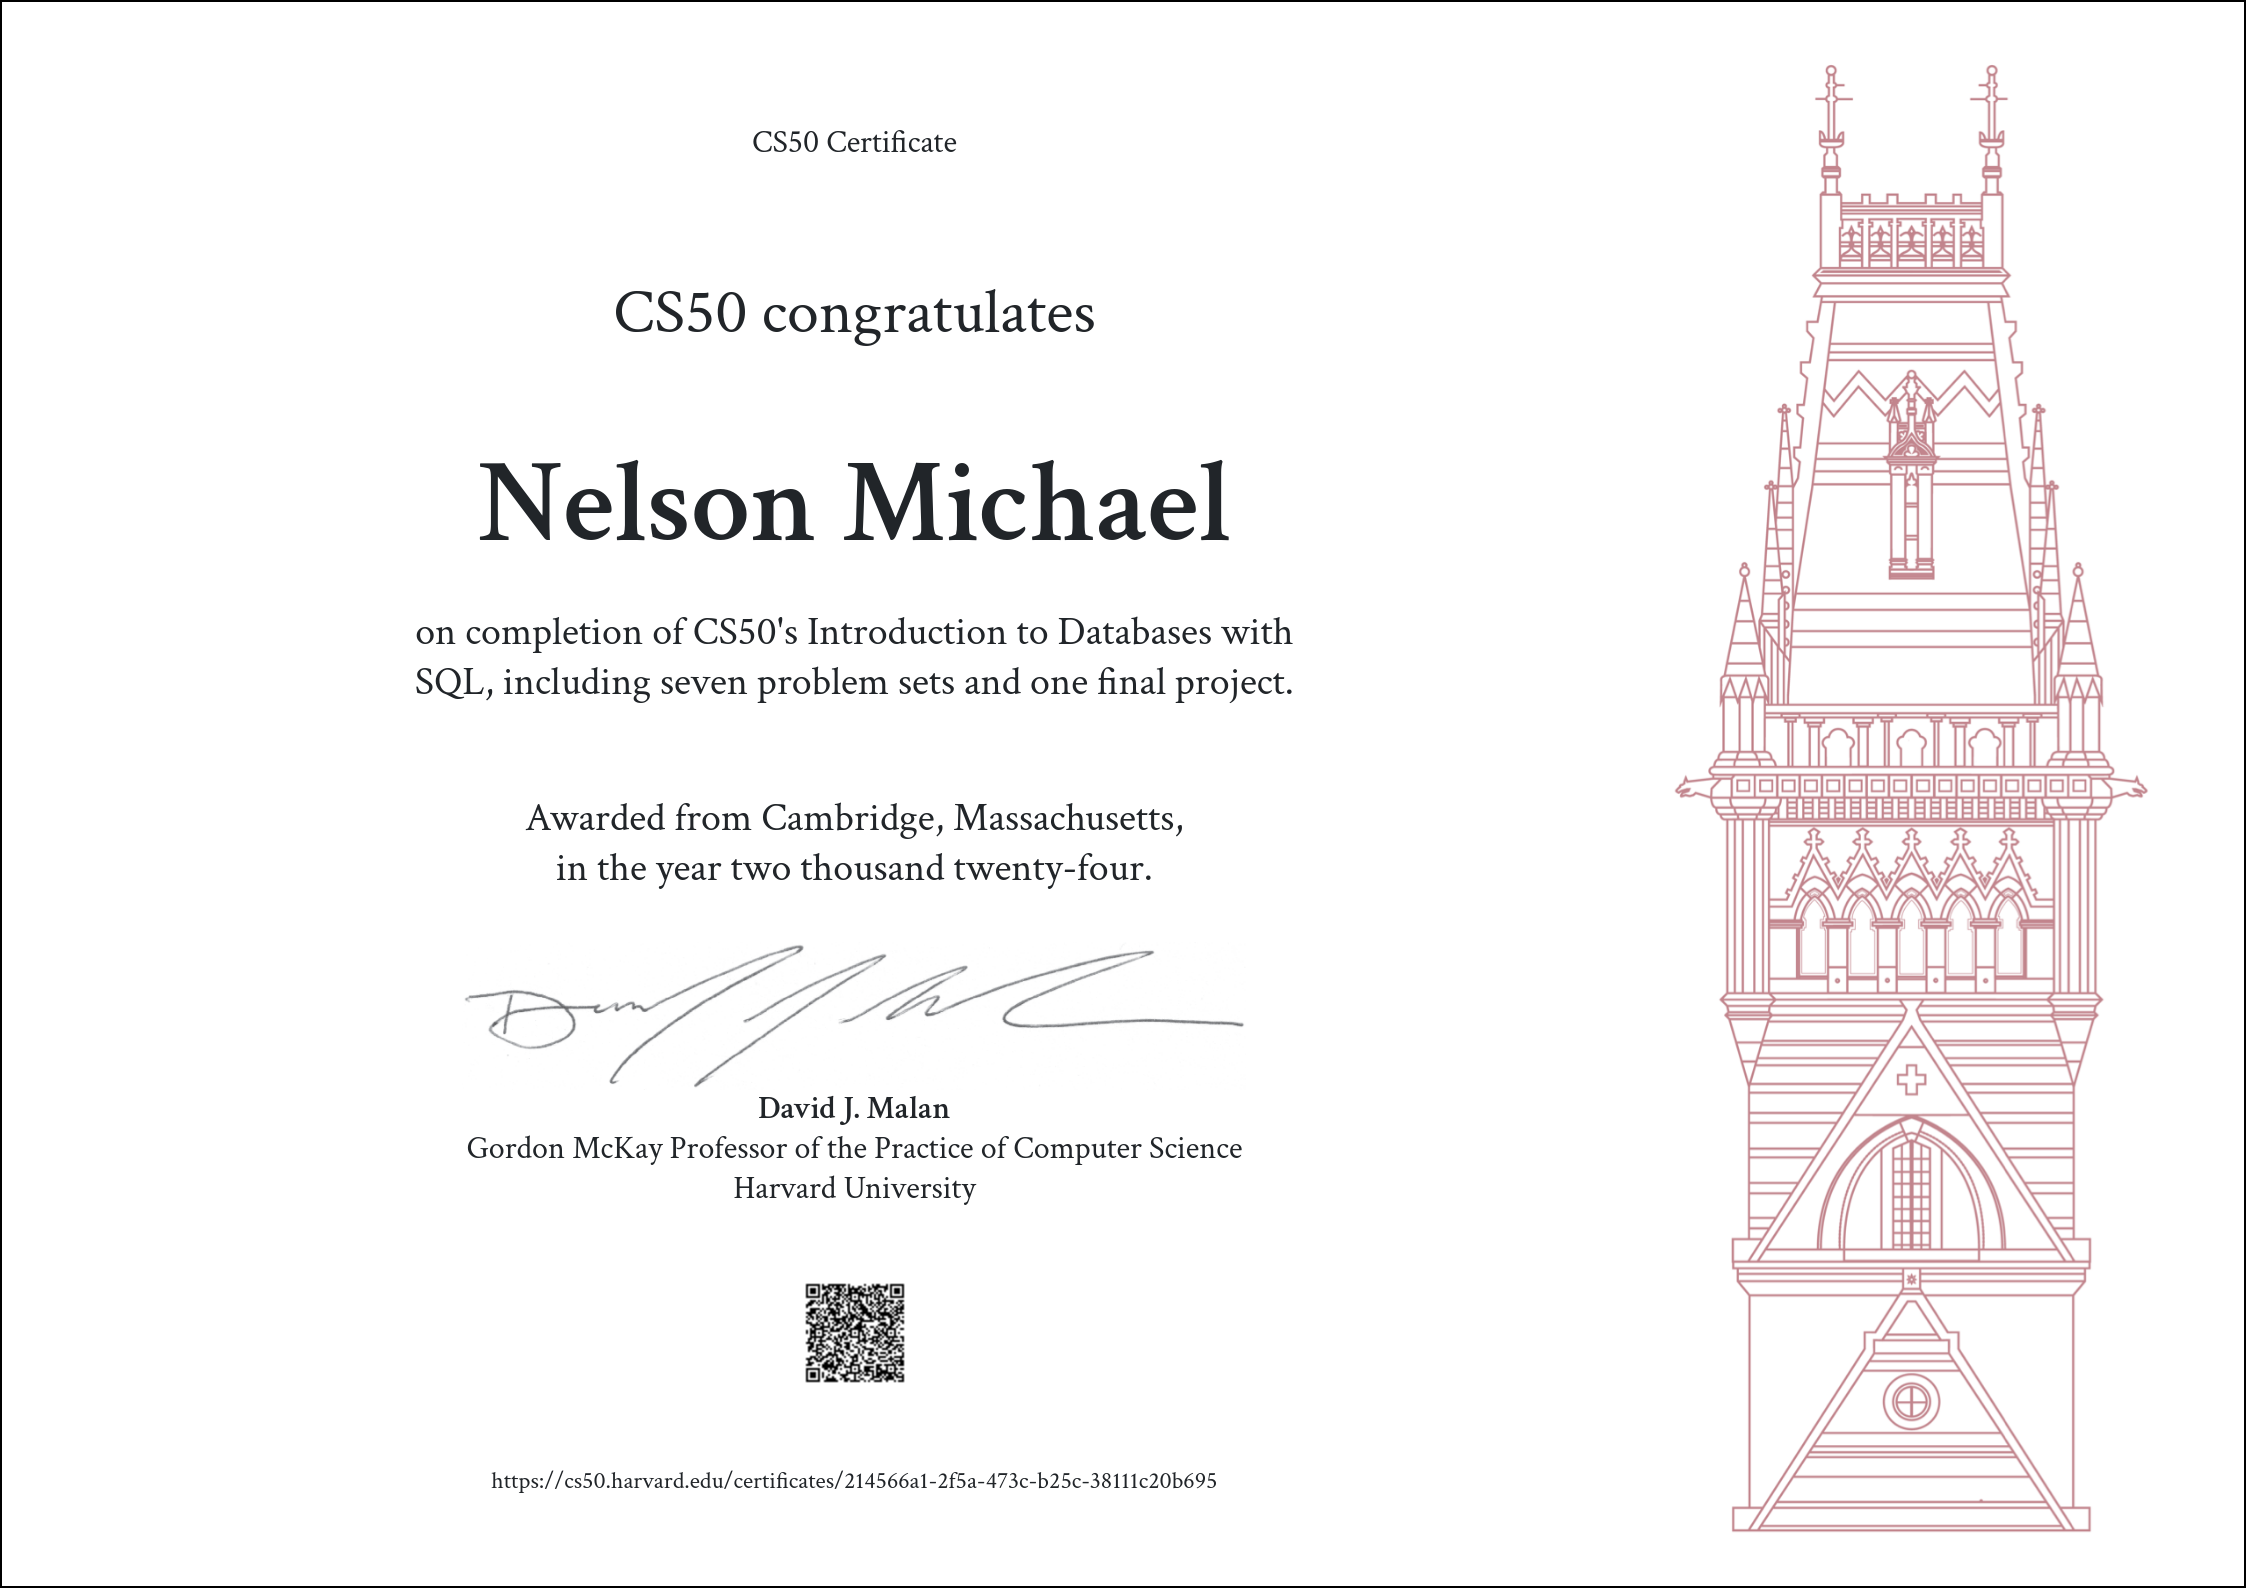 CS50 Certificate
CS50 congratulates
Nelson Michael
on completion of CS50's Introduction to Databases with
SQL, including seven problem sets and one final project.
Awarded from Cambridge, Massachusetts,
in the year two thousand twenty-four.
David J. Malan
Gordon McKay Professor of the Practice of Computer Science
Harvard University
https://cs50.harvard.edu/certificates/214566a1-2f5a-473c-b25c-38111c20b695